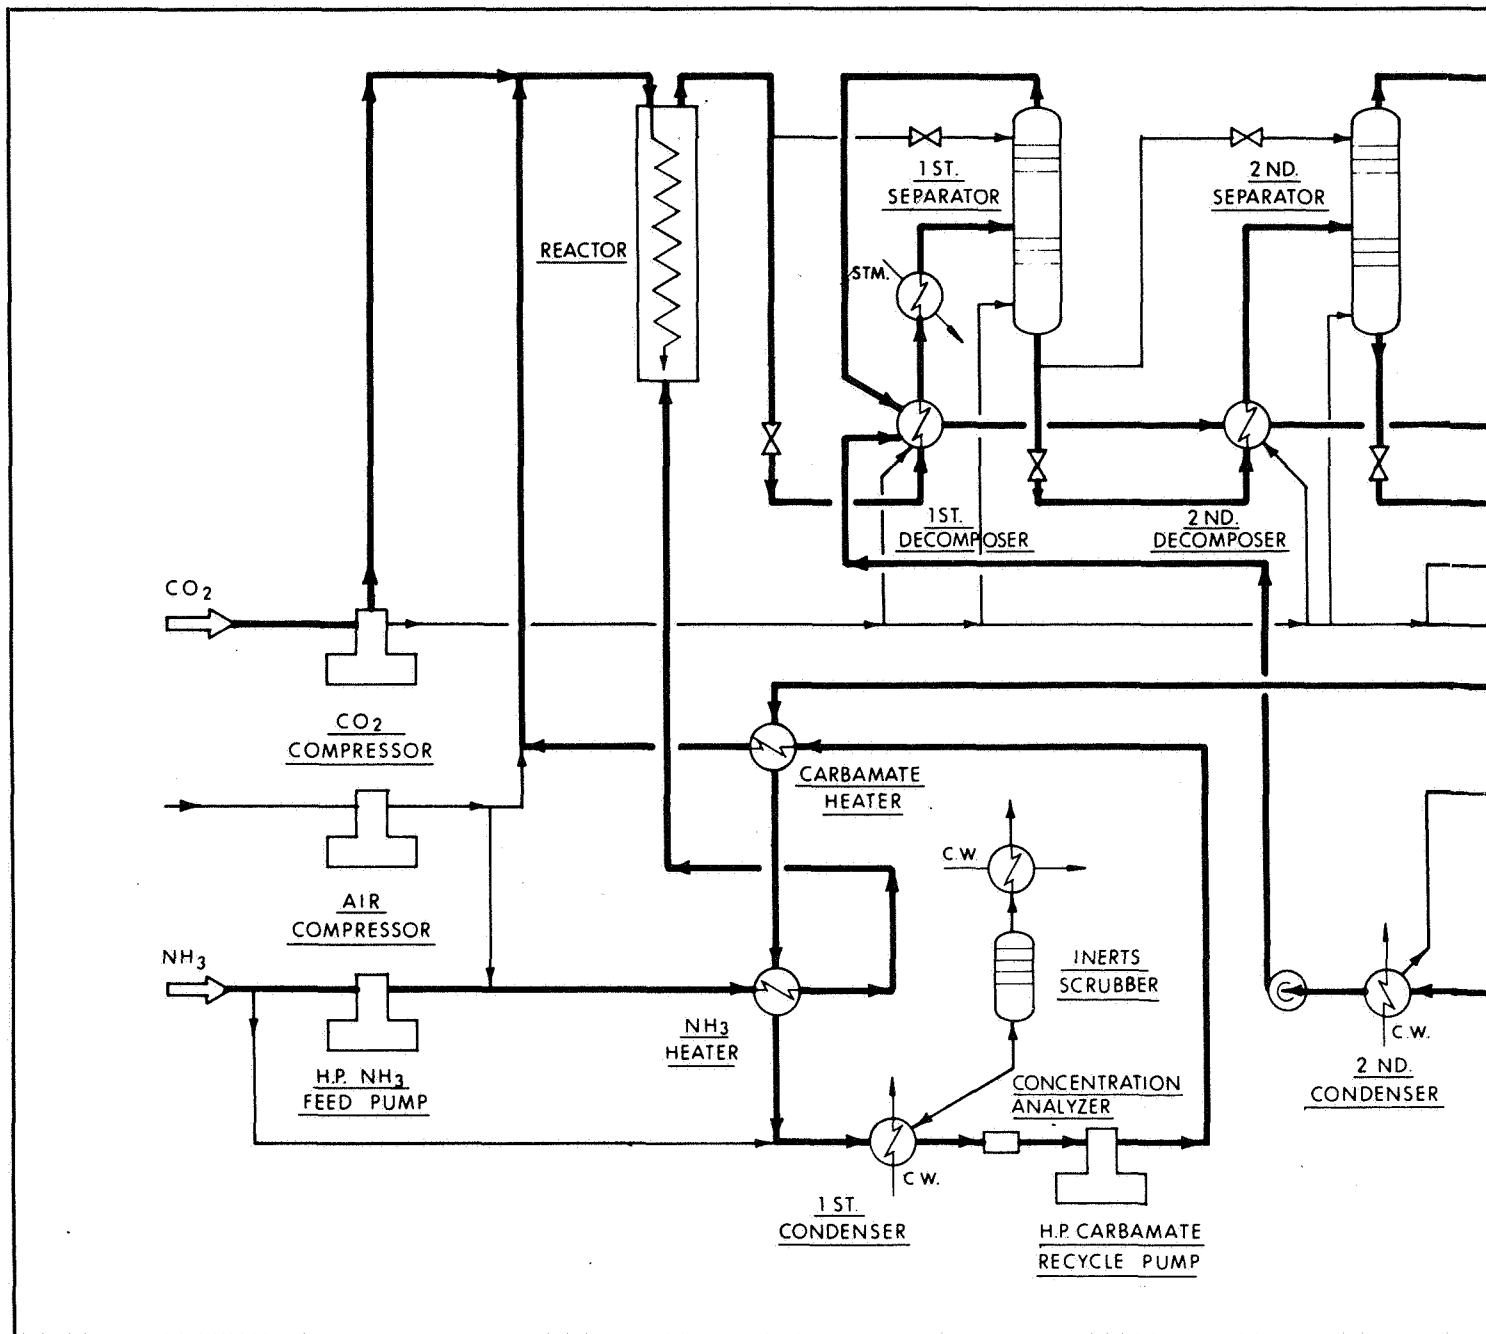 1 ST.
SEPARATOR
2 ND.
SEPARATOR
REACTOR
STM.
1 ST.
DECOMPOSER
2 ND.
DECOMPOSER
CO2
CO2
COMPRESSOR
CARBAMATE
HEATER
C.W.
AIR
COMPRESSOR
NH3
INERTS
SCRUBBER
NH3
HEATER
C.W.
2 ND.
CONDENSER
H.P. NH3
FEED PUMP
CONCENTRATION
ANALYZER
C W.
1 ST.
CONDENSER
H.P. CARBAMATE
RECYCLE PUMP